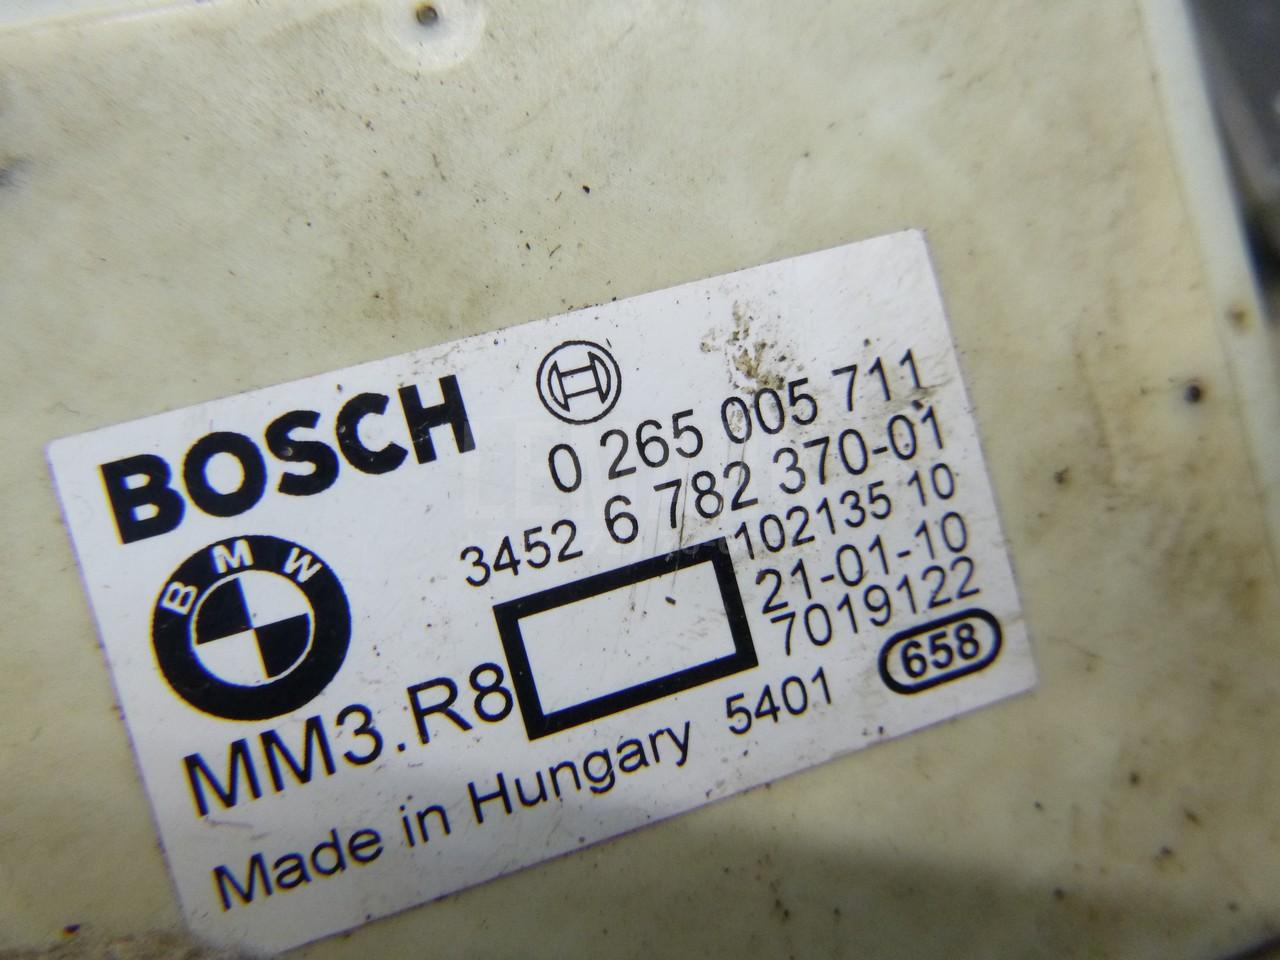 BOSCH
0 265 005 711
3452 6 782 370-01
BMW
102135 10
21-01-10
7019122
MM3.R8
658
Made in Hungary 5401